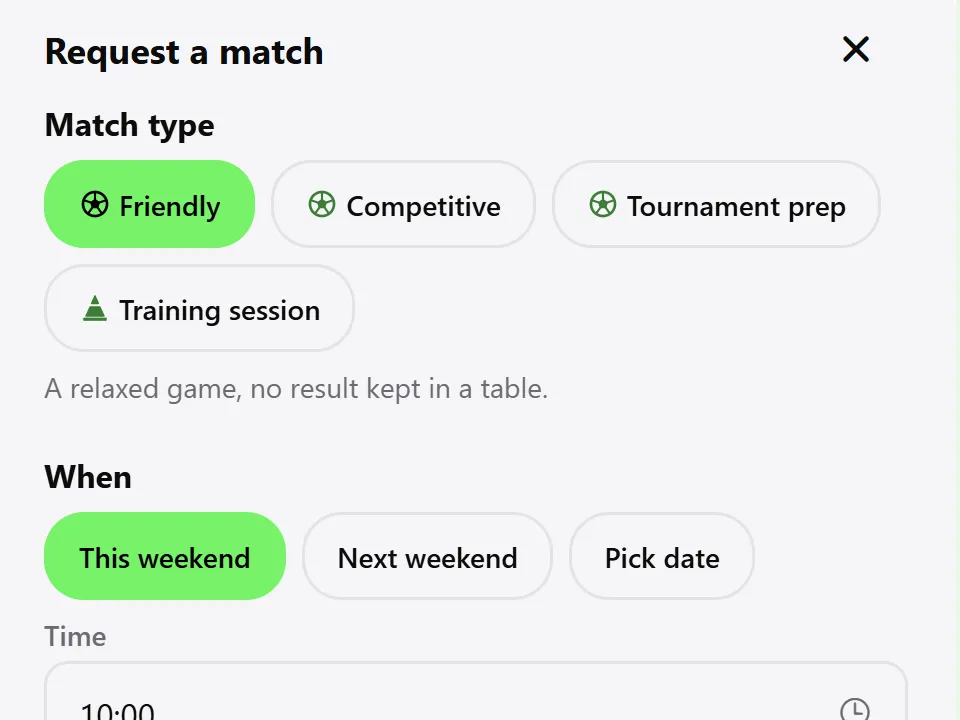 Request a match
Match type
Friendly
Competitive
Tournament prep
Training session
A relaxed game, no result kept in a table.
When
This weekend
Next weekend
Pick date
Time
10:00